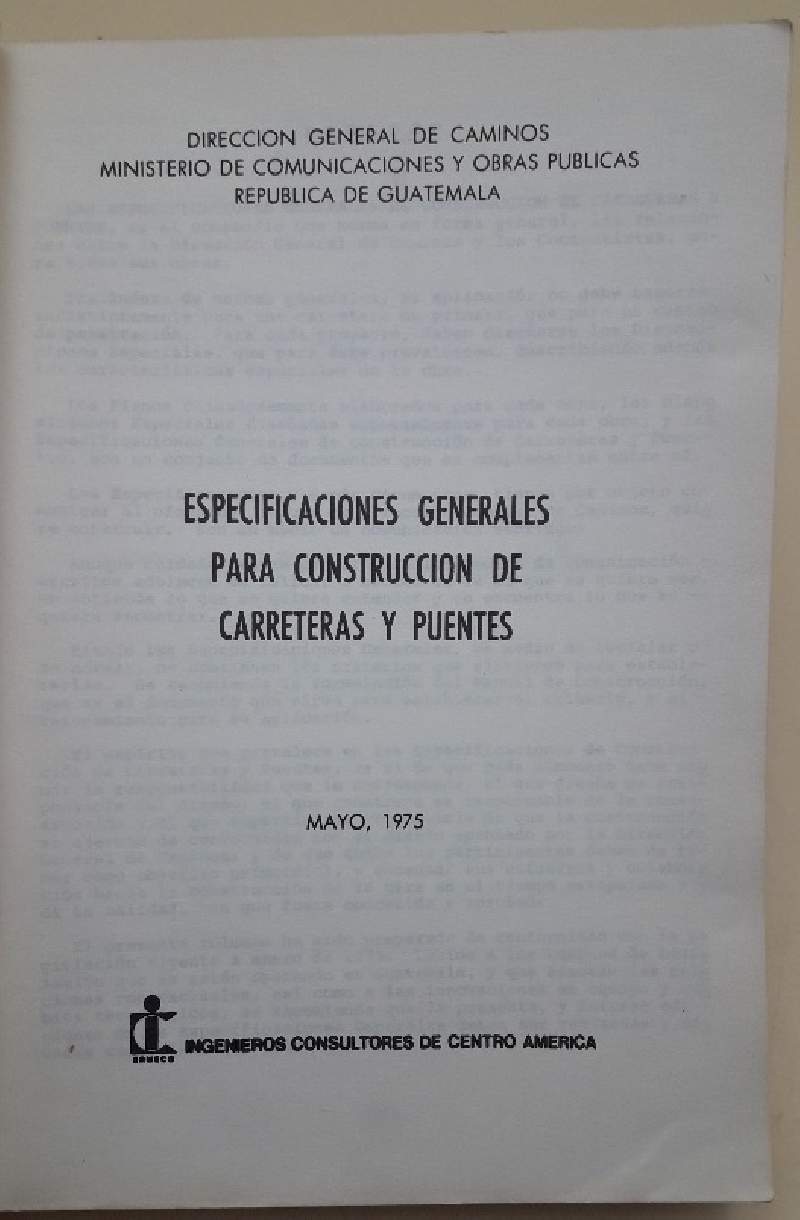 DIRECCION GENERAL DE CAMINOS
MINISTERIO DE COMUNICACIONES Y OBRAS PUBLICAS
REPUBLICA DE GUATEMALA
ESPECIFICACIONES GENERALES
PARA CONSTRUCCION DE
CARRETERAS Y PUENTES
MAYO, 1975
INGENIEROS CONSULTORES DE CENTRO AMERICA